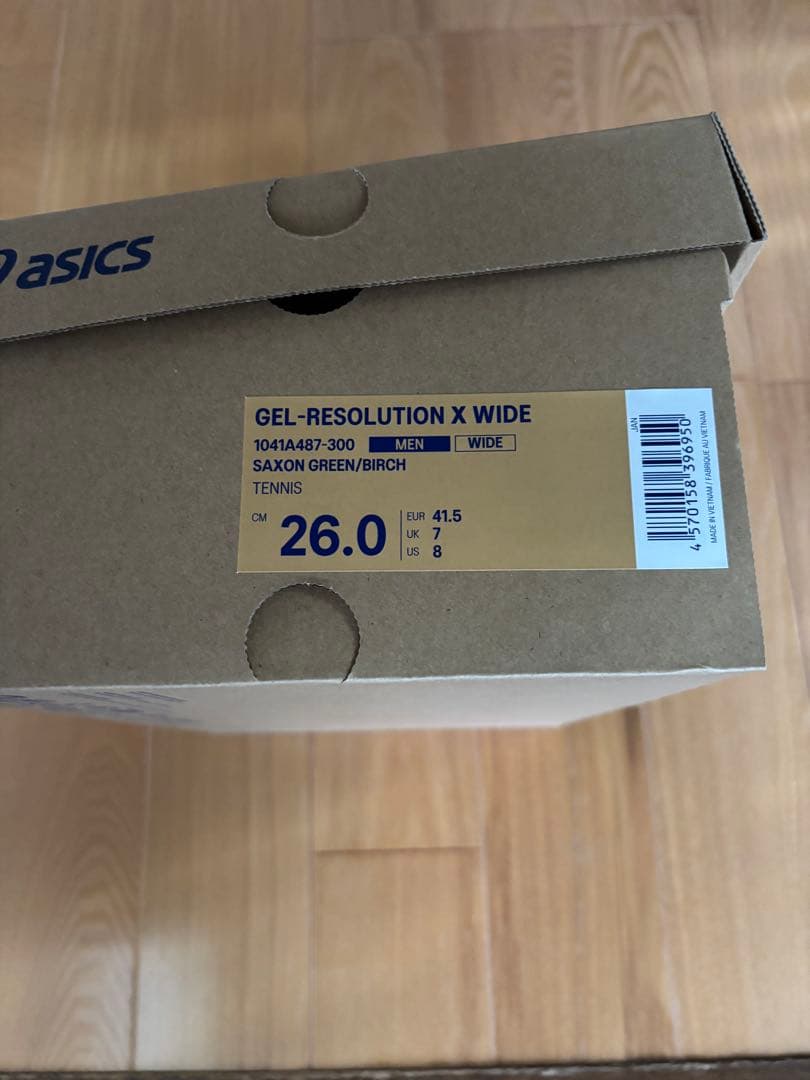 asics
GEL-RESOLUTION X WIDE
1041A487-300 MEN WIDE
SAXON GREEN/BIRCH
TENNIS
CM 26.0
EUR 41.5
UK 7
US 8
JAN
4 570158 396950
MADE IN VIETNAM / FABRIQUE AU VIETNAM